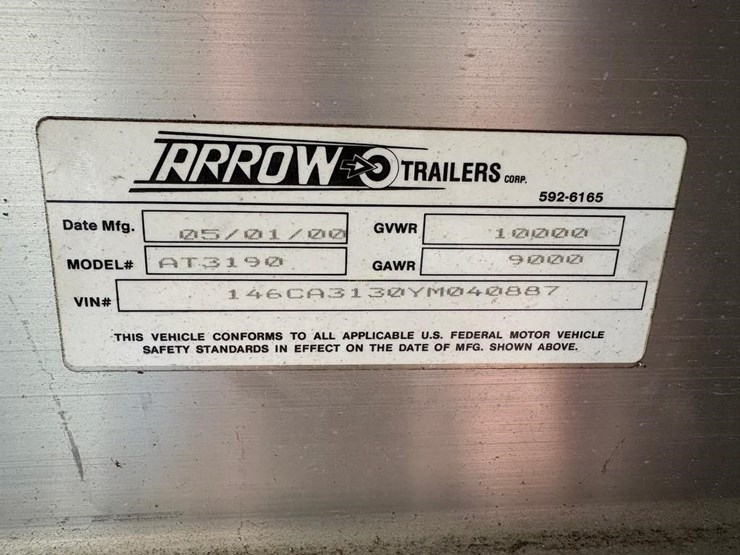 ARROW TRAILERS CORP.
592-6165
Date Mfg. 05/01/00 GVWR 10000
MODEL# AT3190 GAWR 9000
VIN# 146CA3130YM040887
THIS VEHICLE CONFORMS TO ALL APPLICABLE U.S. FEDERAL MOTOR VEHICLE
SAFETY STANDARDS IN EFFECT ON THE DATE OF MFG. SHOWN ABOVE.